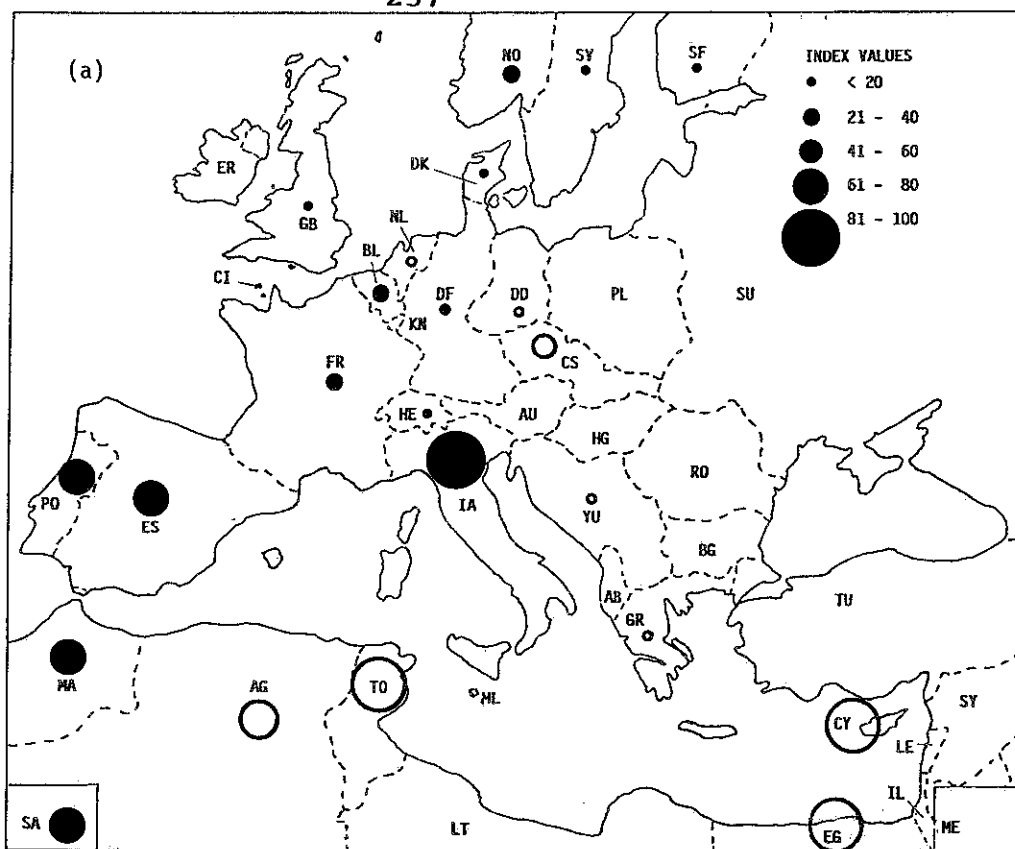 237
(a)
NO
SY
SF
INDEX VALUES
< 20
21 - 40
41 - 60
61 - 80
81 - 100
ER
DK
GB
NL
BL
CI
DF
DD
PL
SU
KN
CS
FR
HE
AU
HG
RO
PO
ES
IA
YU
BG
AB
GR
TU
MA
AG
TO
ML
CY
SY
LE
IL
SA
LT
EG
ME